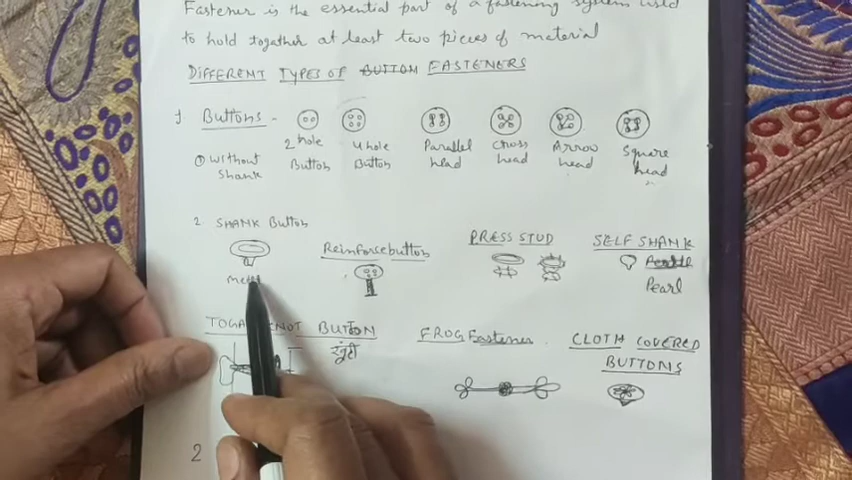 Fastener is the essential part of a fastening system used
to hold together at least two pieces of material
DIFFERENT TYPES OF BUTTON FASTENERS
1. Buttons -
① without shank
2 hole Button
4 hole Button
Parallel head
Cross head
Arrow head
Square head
2. SHANK Button
Reinforse button
PRESS STUD
SELF SHANK
Pearl
BUTTON
खूंटी
FROG Fastener.
CLOTH COVERED
BUTTONS
2